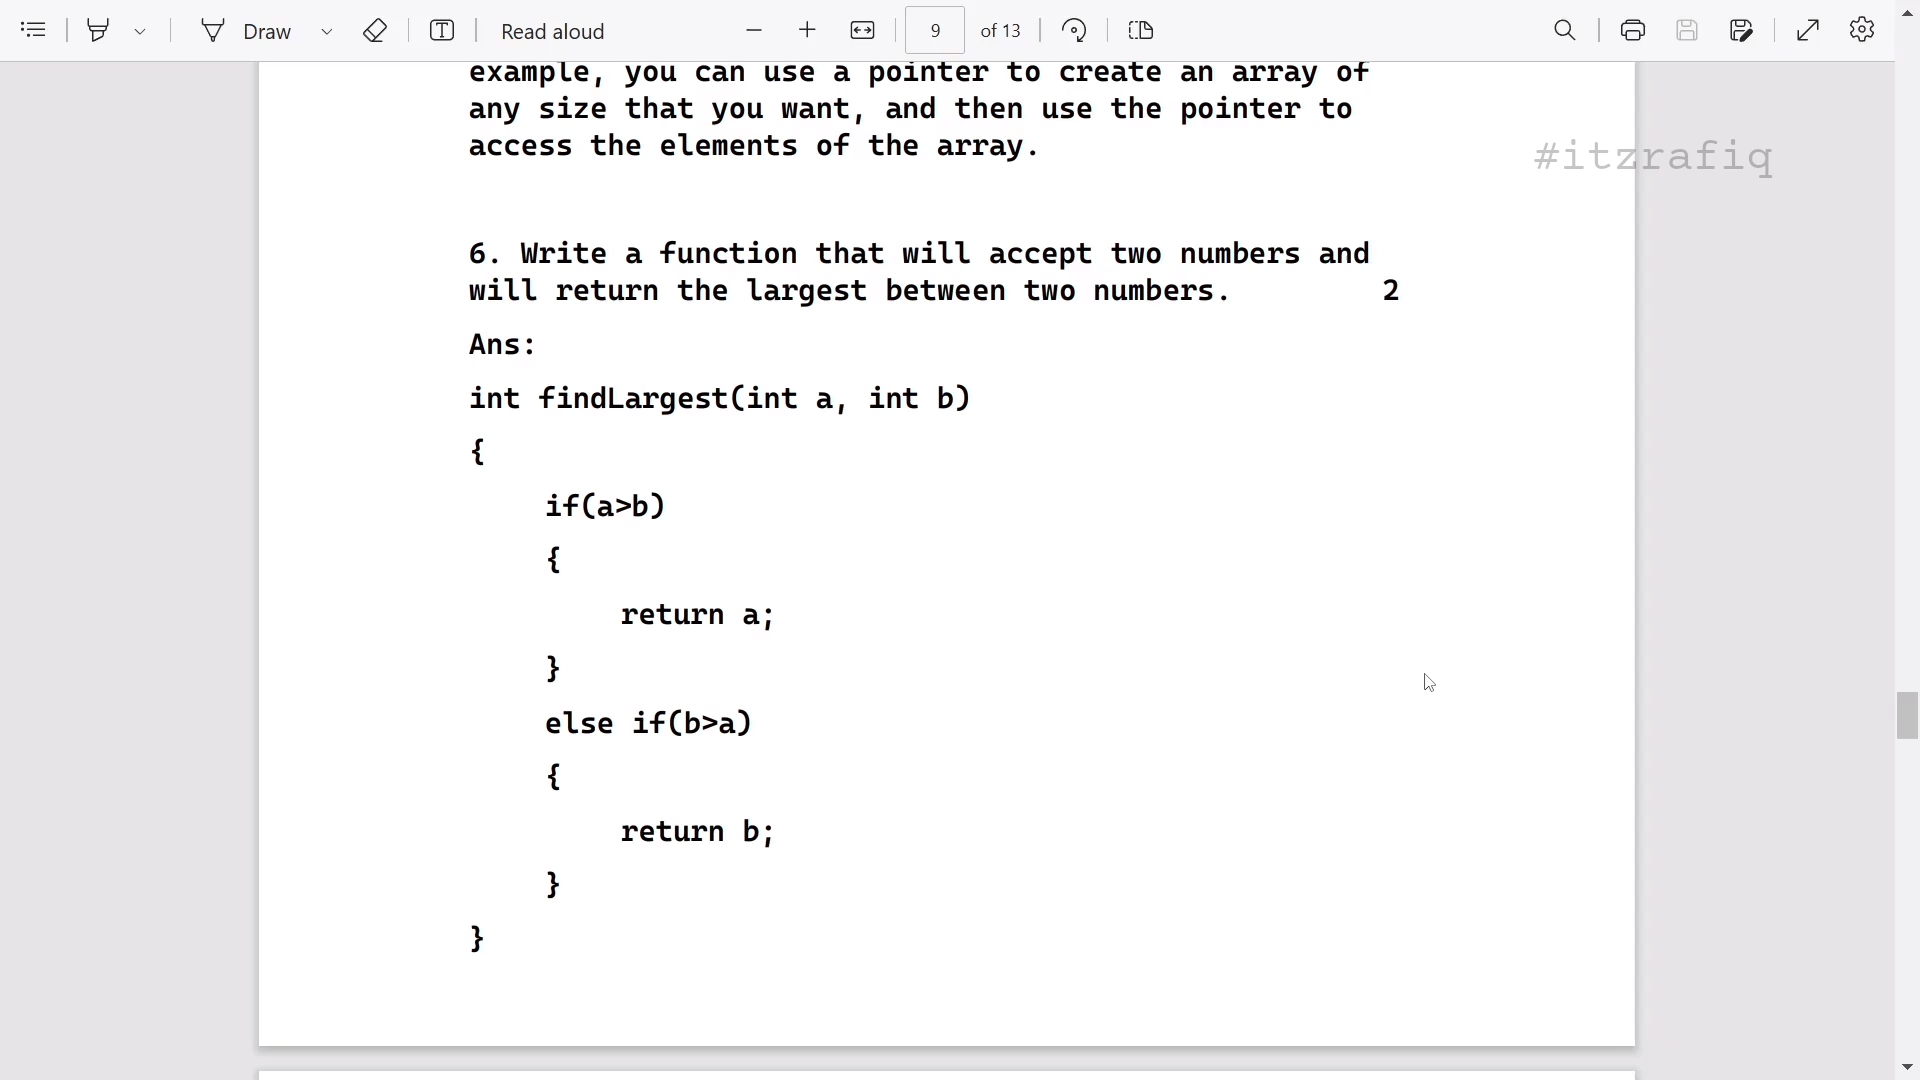 Draw
Read aloud
9 of 13
example, you can use a pointer to create an array of
any size that you want, and then use the pointer to
access the elements of the array.
#itzrafiq
6. Write a function that will accept two numbers and
will return the largest between two numbers. 2
Ans:
int findLargest(int a, int b)
{
if(a>b)
{
return a;
}
else if(b>a)
{
return b;
}
}